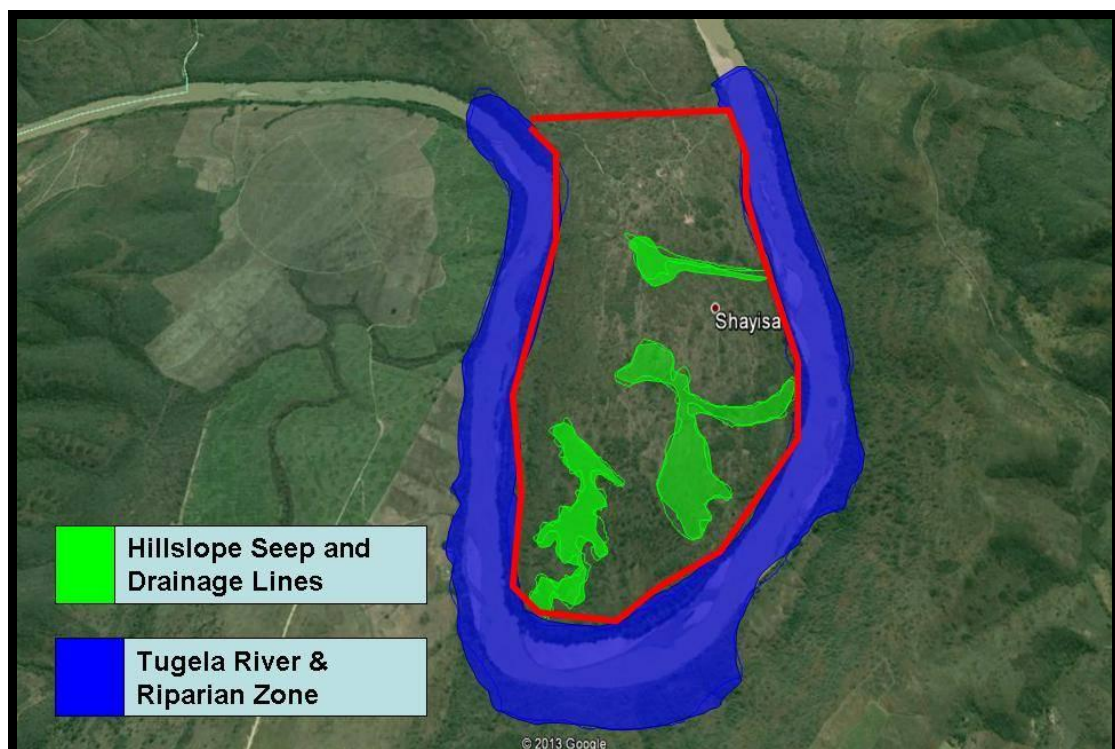 Shayisa
Hillslope Seep and
Drainage Lines
Tugela River &
Riparian Zone
© 2013 Google